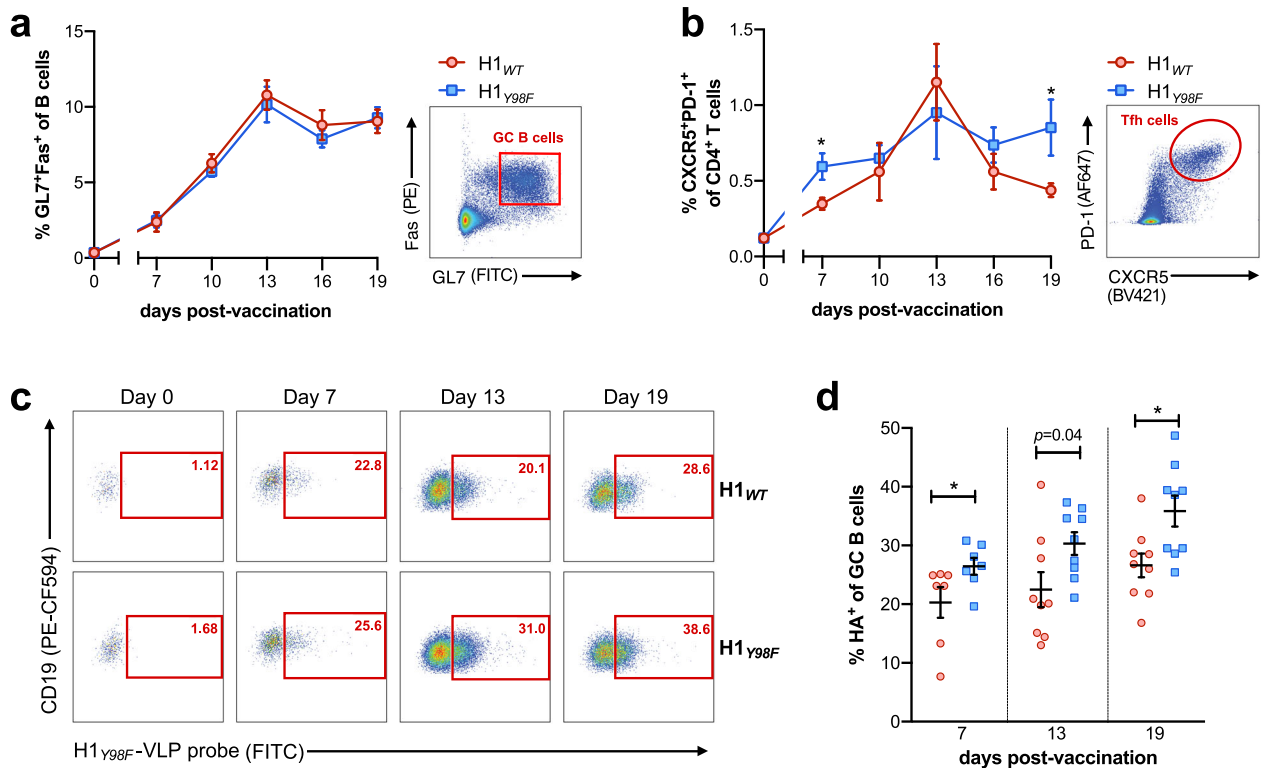 a
% GL7⁺Fas⁺ of B cells
15
10
5
0
0 7 10 13 16 19
days post-vaccination
H1WT
H1Y98F
GC B cells
Fas (PE)
GL7 (FITC)
b
% CXCR5⁺PD-1⁺
of CD4⁺ T cells
1.5
1.0
0.5
0.0
* *
0 7 10 13 16 19
days post-vaccination
H1WT
H1Y98F
Tfh cells
PD-1 (AF647)
CXCR5
(BV421)
c
Day 0 Day 7 Day 13 Day 19
1.12 22.8 20.1 28.6 H1WT
1.68 25.6 31.0 38.6 H1Y98F
CD19 (PE-CF594)
H1Y98F-VLP probe (FITC)
d
% HA⁺ of GC B cells
50
40
30
20
10
0
* p=0.04 *
7 13 19
days post-vaccination